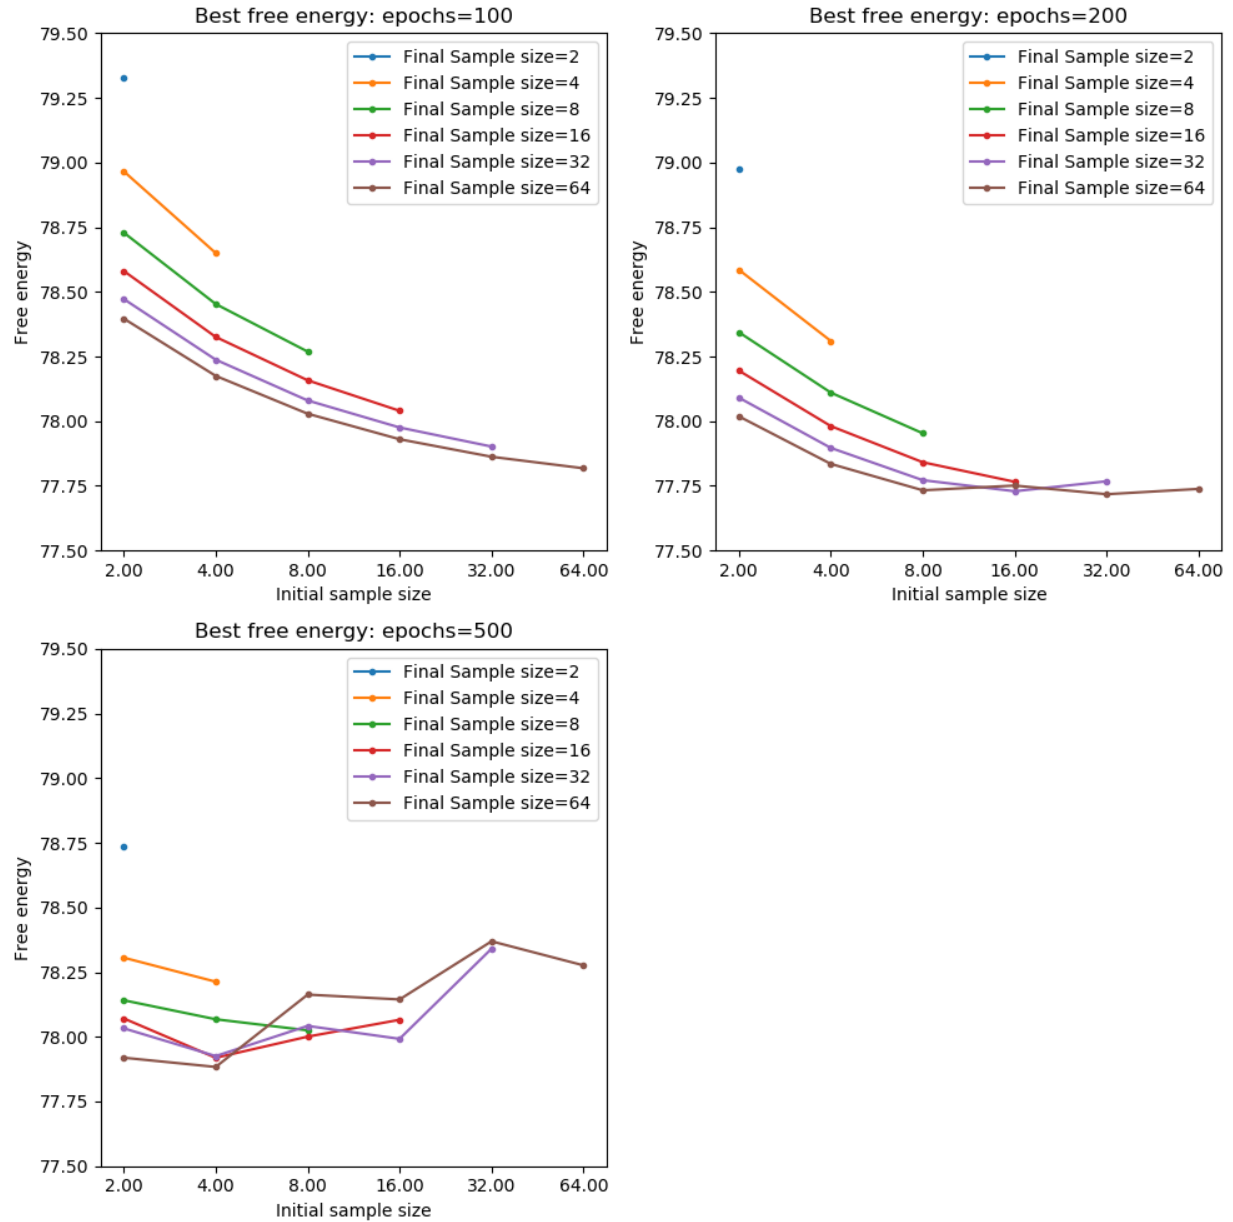 Best free energy: epochs=100
79.50
79.25
79.00
78.75
78.50
78.25
78.00
77.75
77.50
Free energy
Final Sample size=2
Final Sample size=4
Final Sample size=8
Final Sample size=16
Final Sample size=32
Final Sample size=64
2.00 4.00 8.00 16.00 32.00 64.00
Initial sample size
Best free energy: epochs=200
79.50
79.25
79.00
78.75
78.50
78.25
78.00
77.75
77.50
Free energy
Final Sample size=2
Final Sample size=4
Final Sample size=8
Final Sample size=16
Final Sample size=32
Final Sample size=64
2.00 4.00 8.00 16.00 32.00 64.00
Initial sample size
Best free energy: epochs=500
79.50
79.25
79.00
78.75
78.50
78.25
78.00
77.75
77.50
Free energy
Final Sample size=2
Final Sample size=4
Final Sample size=8
Final Sample size=16
Final Sample size=32
Final Sample size=64
2.00 4.00 8.00 16.00 32.00 64.00
Initial sample size